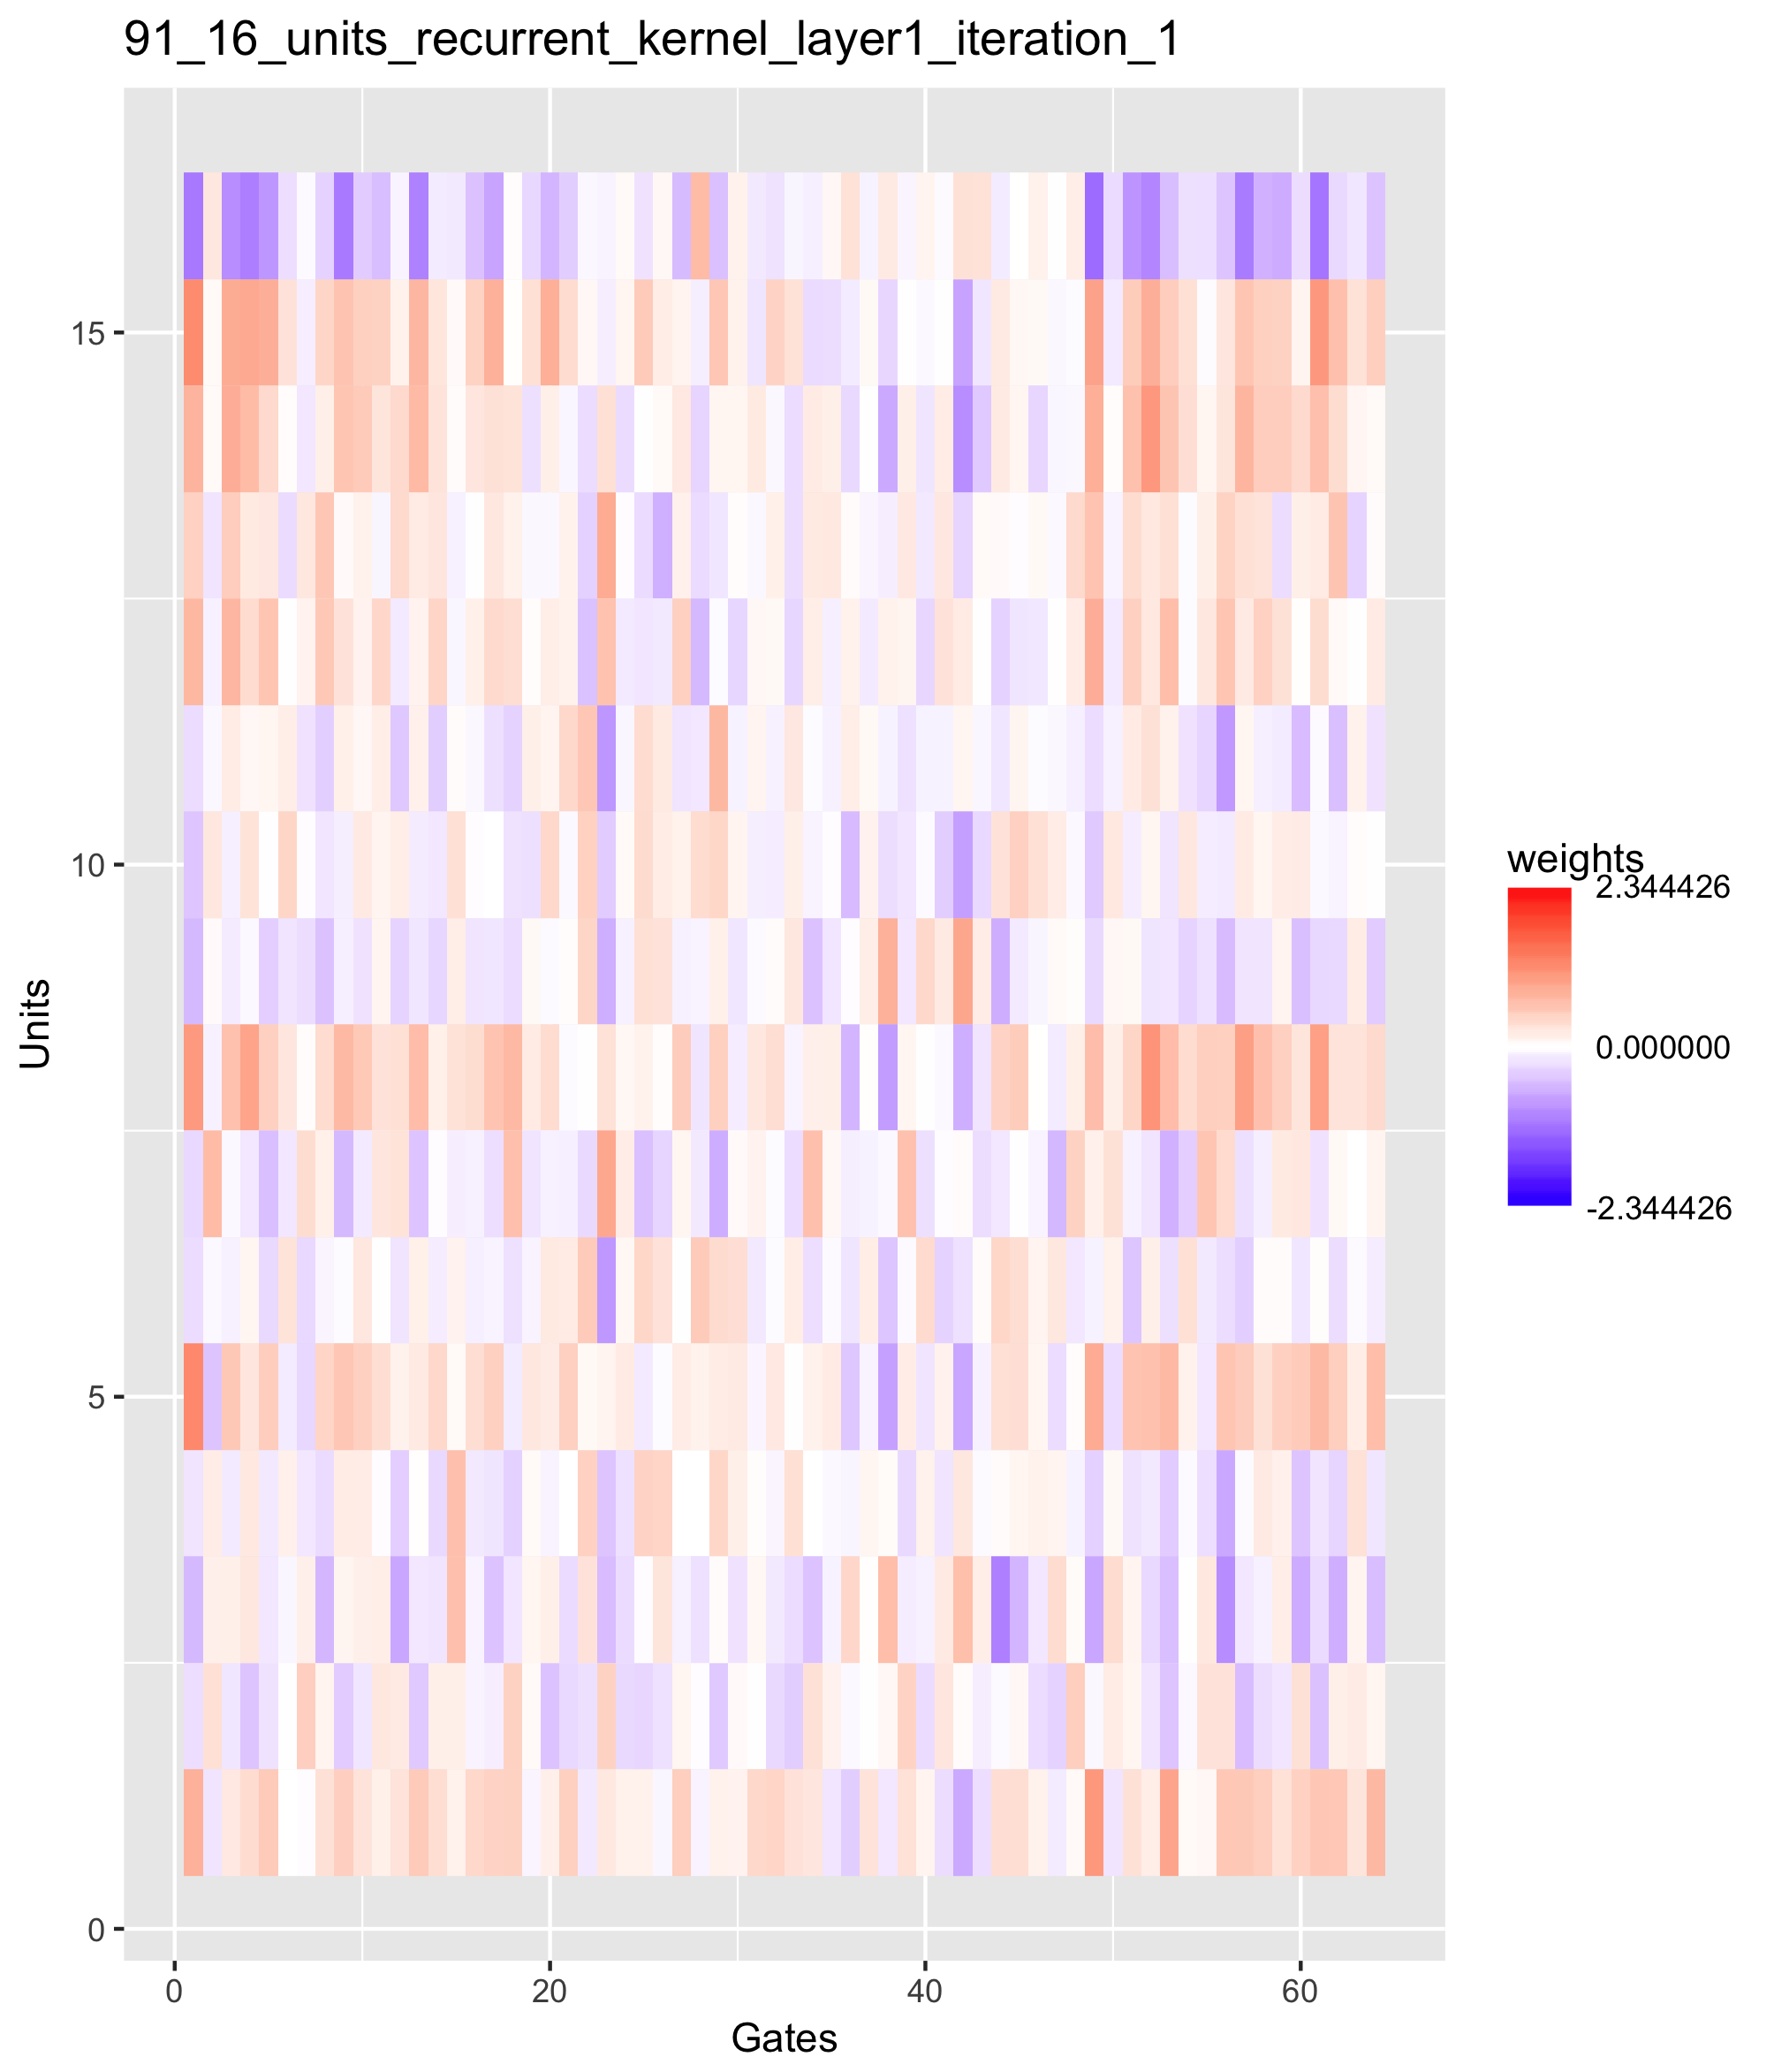 91_16_units_recurrent_kernel_layer1_iteration_1
15
10
5
0
Units
0
20
40
60
Gates
weights
2.344426
0.000000
-2.344426